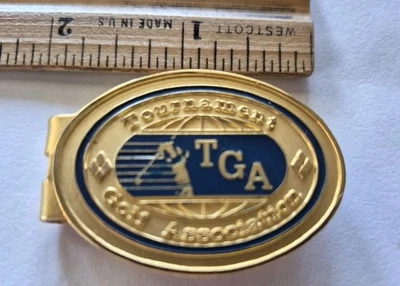 WESTCOTT
2 MADE IN U.S. 1
Tournament
TGA
Golf Association